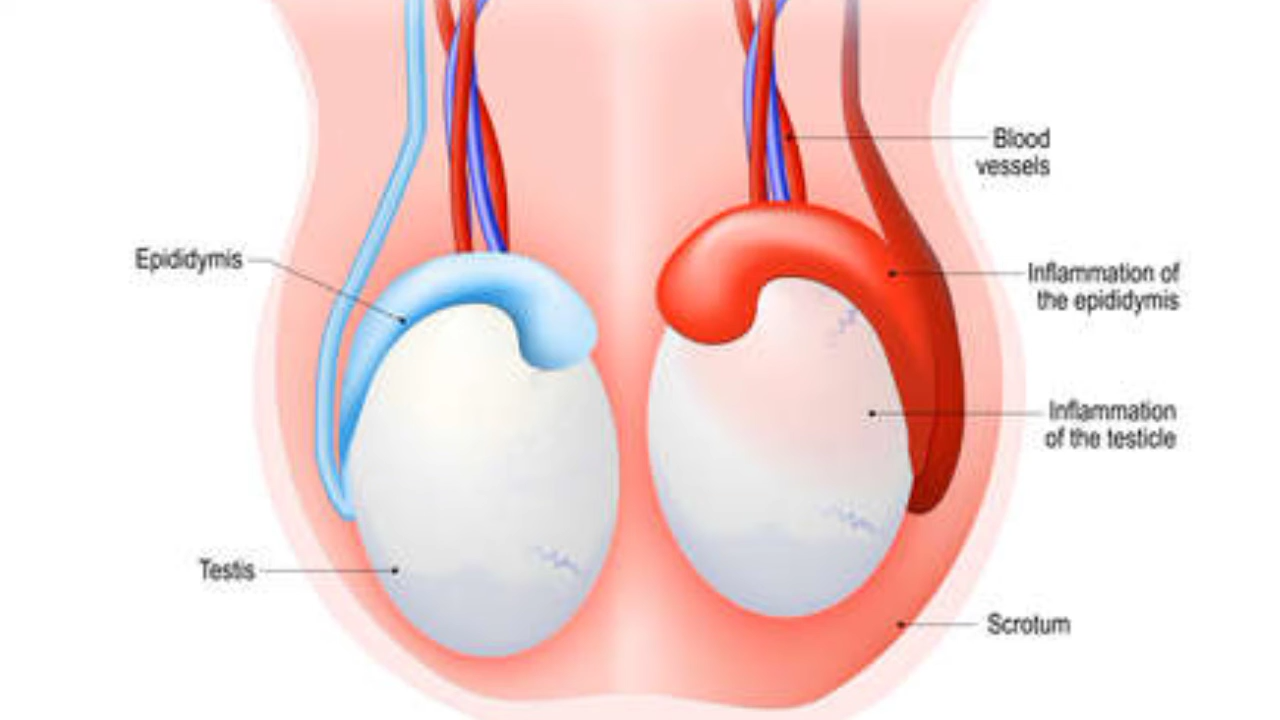 Blood
vessels
Epididymis
Inflammation of
the epididymis
Inflammation
of the testicle
Testis
Scrotum